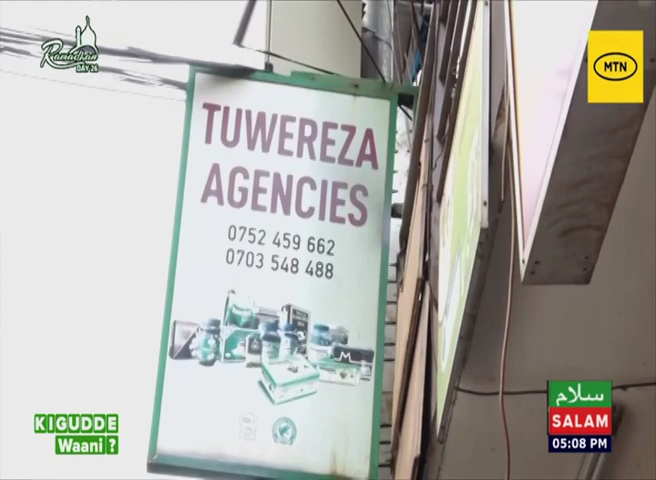 Ramadhan
DAY 26
MTN
TUWEREZA
AGENCIES
0752 459 662
0703 548 488
M
KIGUDDE
Waani?
سلام
SALAM
05:08 PM